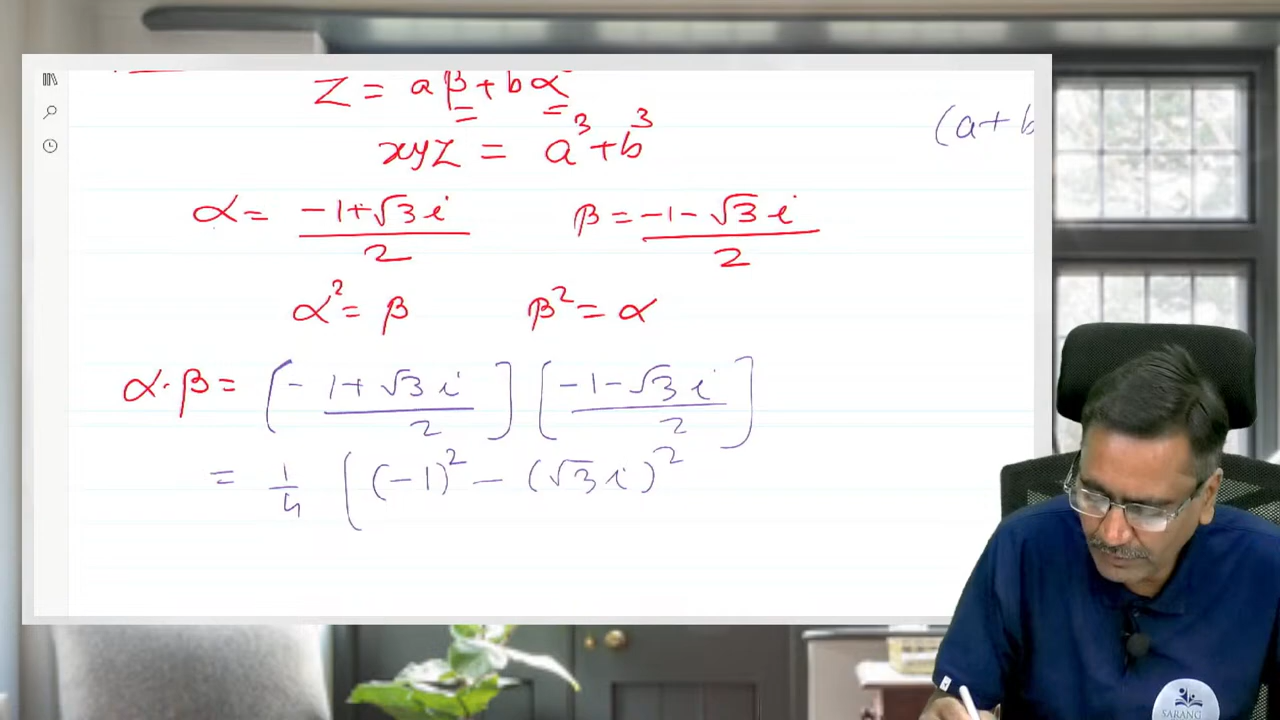 z = aβ + bα
(a+b
xyz = a³+b³
α = (-1+√3 i)/2 β = (-1-√3 i)/2
α² = β β² = α
α·β = [(-1+√3 i)/2] [(-1-√3 i)/2]
= 1/4 [(-1)² - (√3 i)²
SARANG